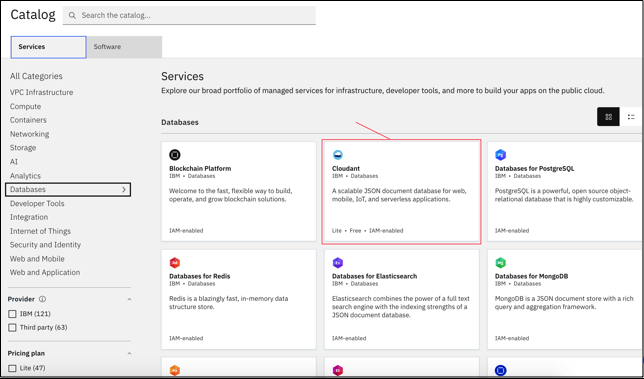 Catalog
Search the catalog...
Services
Software
All Categories
VPC Infrastructure
Compute
Containers
Networking
Storage
AI
Analytics
Databases
Developer Tools
Integration
Internet of Things
Security and Identity
Web and Mobile
Web and Application
Provider
IBM (121)
Third party (63)
Pricing plan
Lite (47)
Services
Explore our broad portfolio of managed services for infrastructure, developer tools, and more to build your apps on the public cloud.
Databases
Blockchain Platform
IBM • Databases
Welcome to the fast, flexible way to build,
operate, and grow blockchain solutions.
IAM-enabled
Cloudant
IBM • Databases
A scalable JSON document database for web,
mobile, IoT, and serverless applications.
Lite • Free • IAM-enabled
Databases for PostgreSQL
IBM • Databases
PostgreSQL is a powerful, open source object-
relational database that is highly customizable.
IAM-enabled
Databases for Redis
IBM • Databases
Redis is a blazingly fast, in-memory data
structure store.
IAM-enabled
Databases for Elasticsearch
IBM • Databases
Elasticsearch combines the power of a full text
search engine with the indexing strengths of a
JSON document database.
IAM-enabled
Databases for MongoDB
IBM • Databases
MongoDB is a JSON document store with a rich
query and aggregation framework.
IAM-enabled